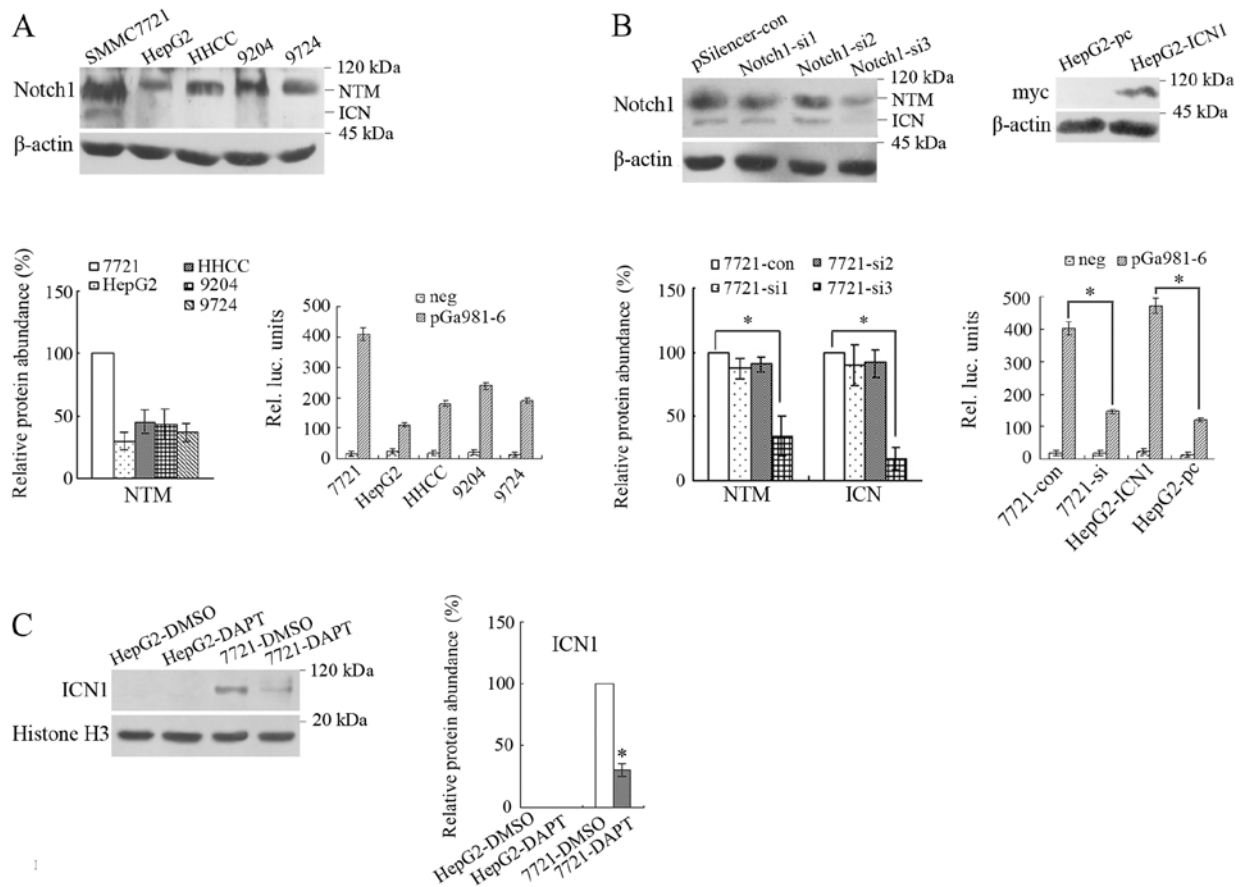 A
SMMC7721
HepG2
HHCC
9204
9724
Notch1
120 kDa
NTM
ICN
45 kDa
β-actin
Relative protein abundance (%)
7721
HepG2
HHCC
9204
9724
150
100
50
0
NTM
Rel. luc. units
neg
pGa981-6
500
400
300
200
100
0
7721
HepG2
HHCC
9204
9724
B
pSilencer-con
Notch1-si1
Notch1-si2
Notch1-si3
Notch1
120 kDa
NTM
ICN
45 kDa
β-actin
HepG2-pc
HepG2-ICN1
myc
120 kDa
45 kDa
β-actin
Relative protein abundance (%)
7721-con
7721-si1
7721-si2
7721-si3
150
100
50
0
*
*
NTM
ICN
Rel. luc. units
neg
pGa981-6
500
400
300
200
100
0
*
*
7721-con
7721-si
HepG2-ICN1
HepG2-pc
C
HepG2-DMSO
HepG2-DAPT
7721-DMSO
7721-DAPT
ICN1
120 kDa
20 kDa
Histone H3
Relative protein abundance (%)
ICN1
150
100
50
0
*
HepG2-DMSO
HepG2-DAPT
7721-DMSO
7721-DAPT